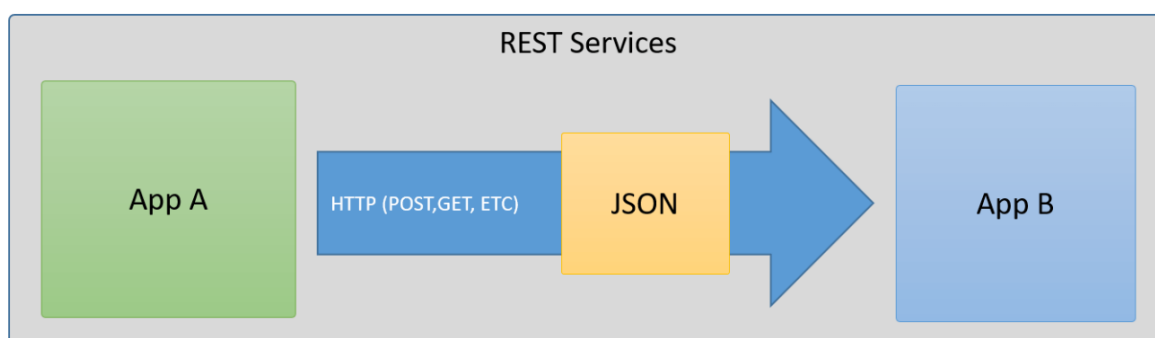 REST Services
App A
HTTP (POST,GET, ETC)
JSON
App B